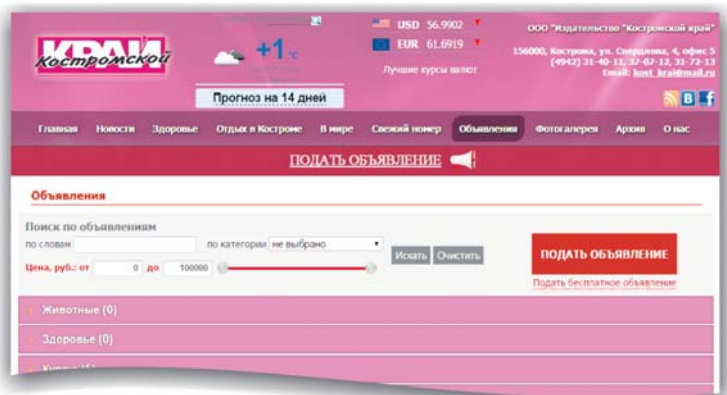 КРАЙ
Костромской
+1 °C
Прогноз на 14 дней
USD 56.9902
EUR 61.6919
Лучшие курсы валют
ООО "Издательство "Костромской край"
156000, Кострома, ул. Свердлова, 4, офис 5
(4942) 31-40-11, 37-07-12, 31-72-13
Email: kost_krai@mail.ru
Главная Новости Здоровье Отдых в Костроме В мире Свежий номер Объявления Фотогалерея Архив О нас
ПОДАТЬ ОБЪЯВЛЕНИЕ
Объявления
Поиск по объявлениям
по словам по категории не выбрано
Искать Очистить
Цена, руб.: от 0 до 100000
ПОДАТЬ ОБЪЯВЛЕНИЕ
Подать бесплатное объявление
Животные (0)
Здоровье (0)